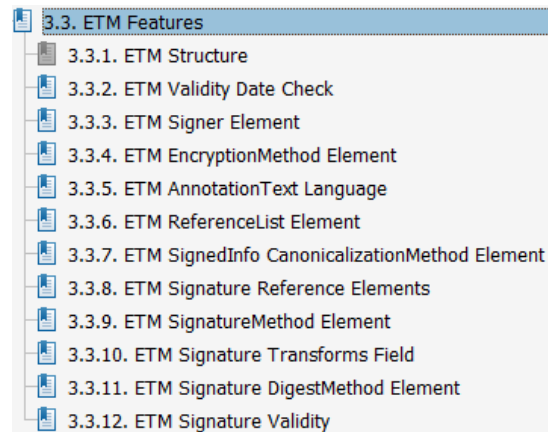 3.3. ETM Features
3.3.1. ETM Structure
3.3.2. ETM Validity Date Check
3.3.3. ETM Signer Element
3.3.4. ETM EncryptionMethod Element
3.3.5. ETM AnnotationText Language
3.3.6. ETM ReferenceList Element
3.3.7. ETM SignedInfo CanonicalizationMethod Element
3.3.8. ETM Signature Reference Elements
3.3.9. ETM SignatureMethod Element
3.3.10. ETM Signature Transforms Field
3.3.11. ETM Signature DigestMethod Element
3.3.12. ETM Signature Validity